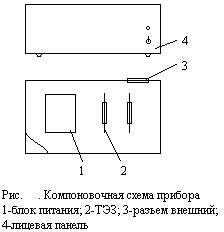 4
3
1
2
Рис.     . Компоновочная схема прибора
1-блок питания; 2-ТЭЗ; 3-разъем внешний;
4-лицевая панель